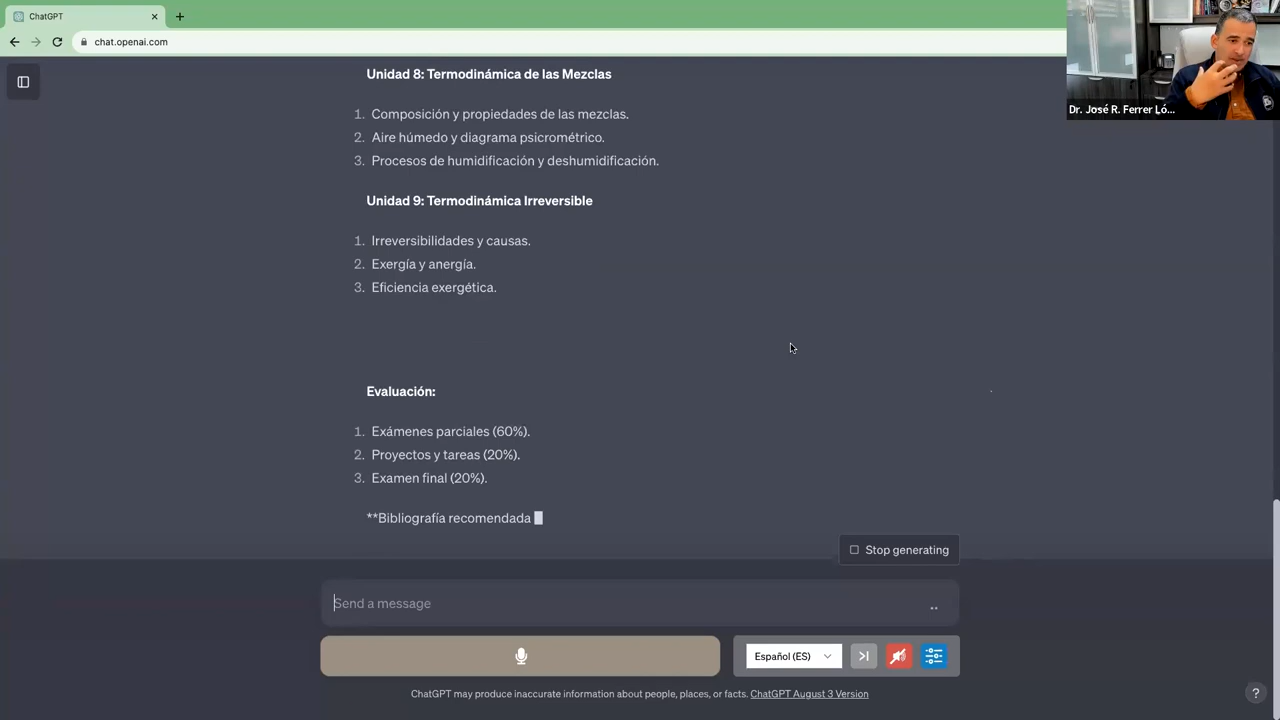 ChatGPT
chat.openai.com
Dr. José R. Ferrer Ló...
Unidad 8: Termodinámica de las Mezclas
1. Composición y propiedades de las mezclas.
2. Aire húmedo y diagrama psicrométrico.
3. Procesos de humidificación y deshumidificación.
Unidad 9: Termodinámica Irreversible
1. Irreversibilidades y causas.
2. Exergía y anergía.
3. Eficiencia exergética.
Evaluación:
1. Exámenes parciales (60%).
2. Proyectos y tareas (20%).
3. Examen final (20%).
**Bibliografía recomendada
Stop generating
Send a message
Español (ES)
ChatGPT may produce inaccurate information about people, places, or facts. ChatGPT August 3 Version
?